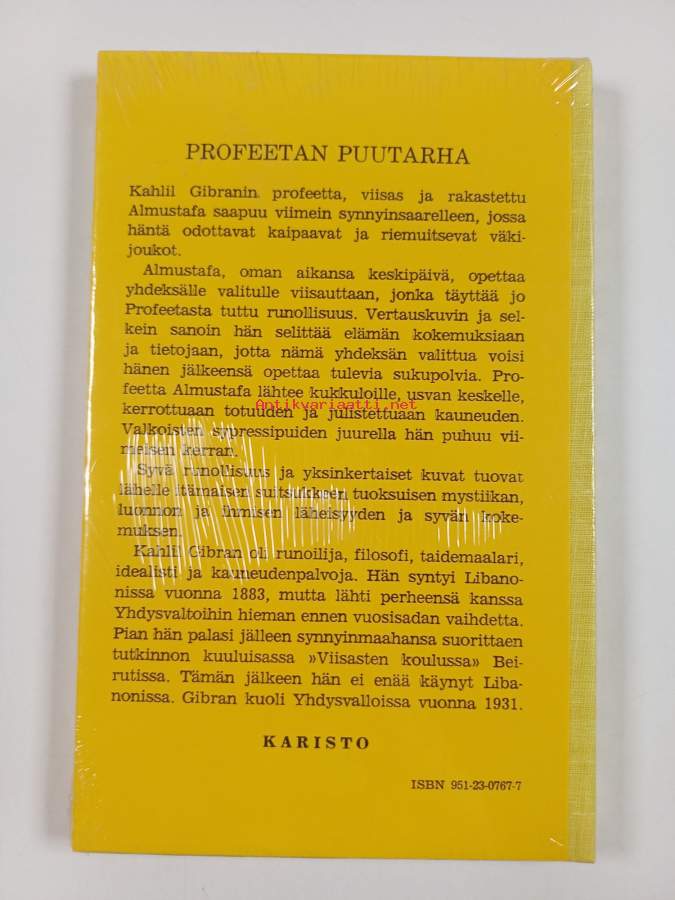 PROFEETAN PUUTARHA
Kahlil Gibranin profeetta, viisas ja rakastettu
Almustafa saapuu viimein synnyinsaarelleen, jossa
häntä odottavat kaipaavat ja riemuitsevat väki-
joukot.
Almustafa, oman aikansa keskipäivä, opettaa
yhdeksälle valitulle viisauttaan, jonka täyttää jo
Profeetasta tuttu runollisuus. Vertauskuvin ja sel-
kein sanoin hän selittää elämän kokemuksiaan
ja tietojaan, jotta nämä yhdeksän valittua voisi
hänen jälkeensä opettaa tulevia sukupolvia. Pro-
feetta Almustafa lähtee kukkuloille, usvan keskelle,
Antikvariaatti.net
kerrottuaan totuuden ja julistettuaan kauneuden.
Valkoisten sypressipuiden juurella hän puhuu vii-
meisen kerran.
Syvä runollisuus ja yksinkertaiset kuvat tuovat
lähelle itämaisen suitsukkeen tuoksuisen mystiikan,
luonnon ja ihmisen läheisyyden ja syvän koke-
muksen.
Kahlil Gibran oli runoilija, filosofi, taidemaalari,
idealisti ja kauneudenpalvoja. Hän syntyi Libano-
nissa vuonna 1883, mutta lähti perheensä kanssa
Yhdysvaltoihin hieman ennen vuosisadan vaihdetta.
Pian hän palasi jälleen synnyinmaahansa suorittaen
tutkinnon kuuluisassa »Viisasten koulussa» Bei-
rutissa. Tämän jälkeen hän ei enää käynyt Liba-
nonissa. Gibran kuoli Yhdysvalloissa vuonna 1931.
KARISTO
ISBN 951-23-0767-7